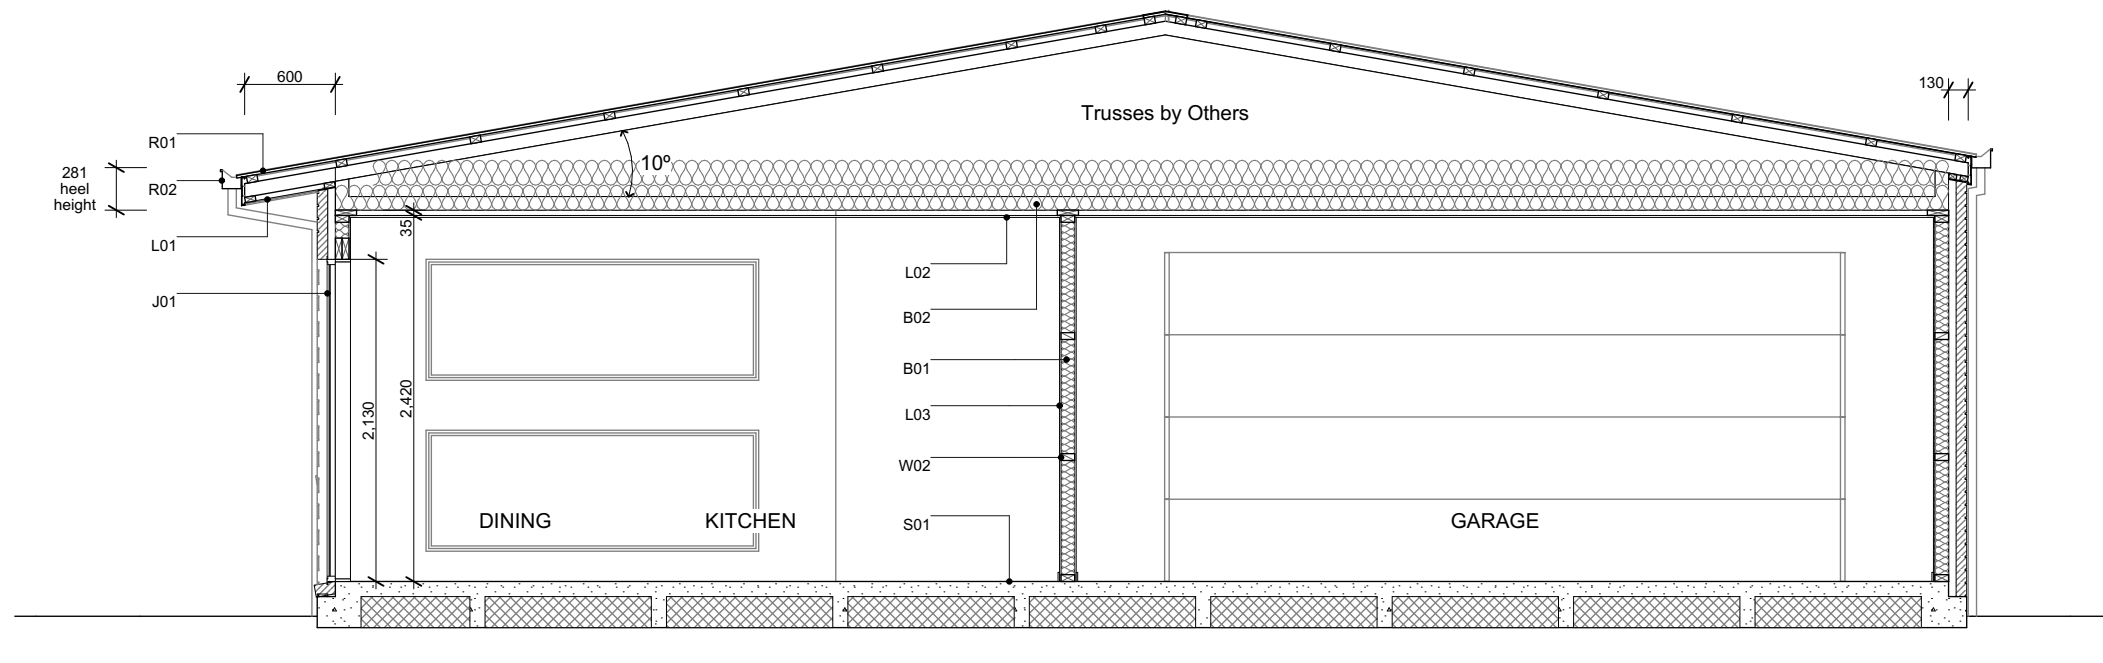 600
130
Trusses by Others
R01
281
heel
height
10º
R02
L01
35
J01
L02
B02
B01
2,420
2,130
L03
W02
S01
DINING
KITCHEN
GARAGE